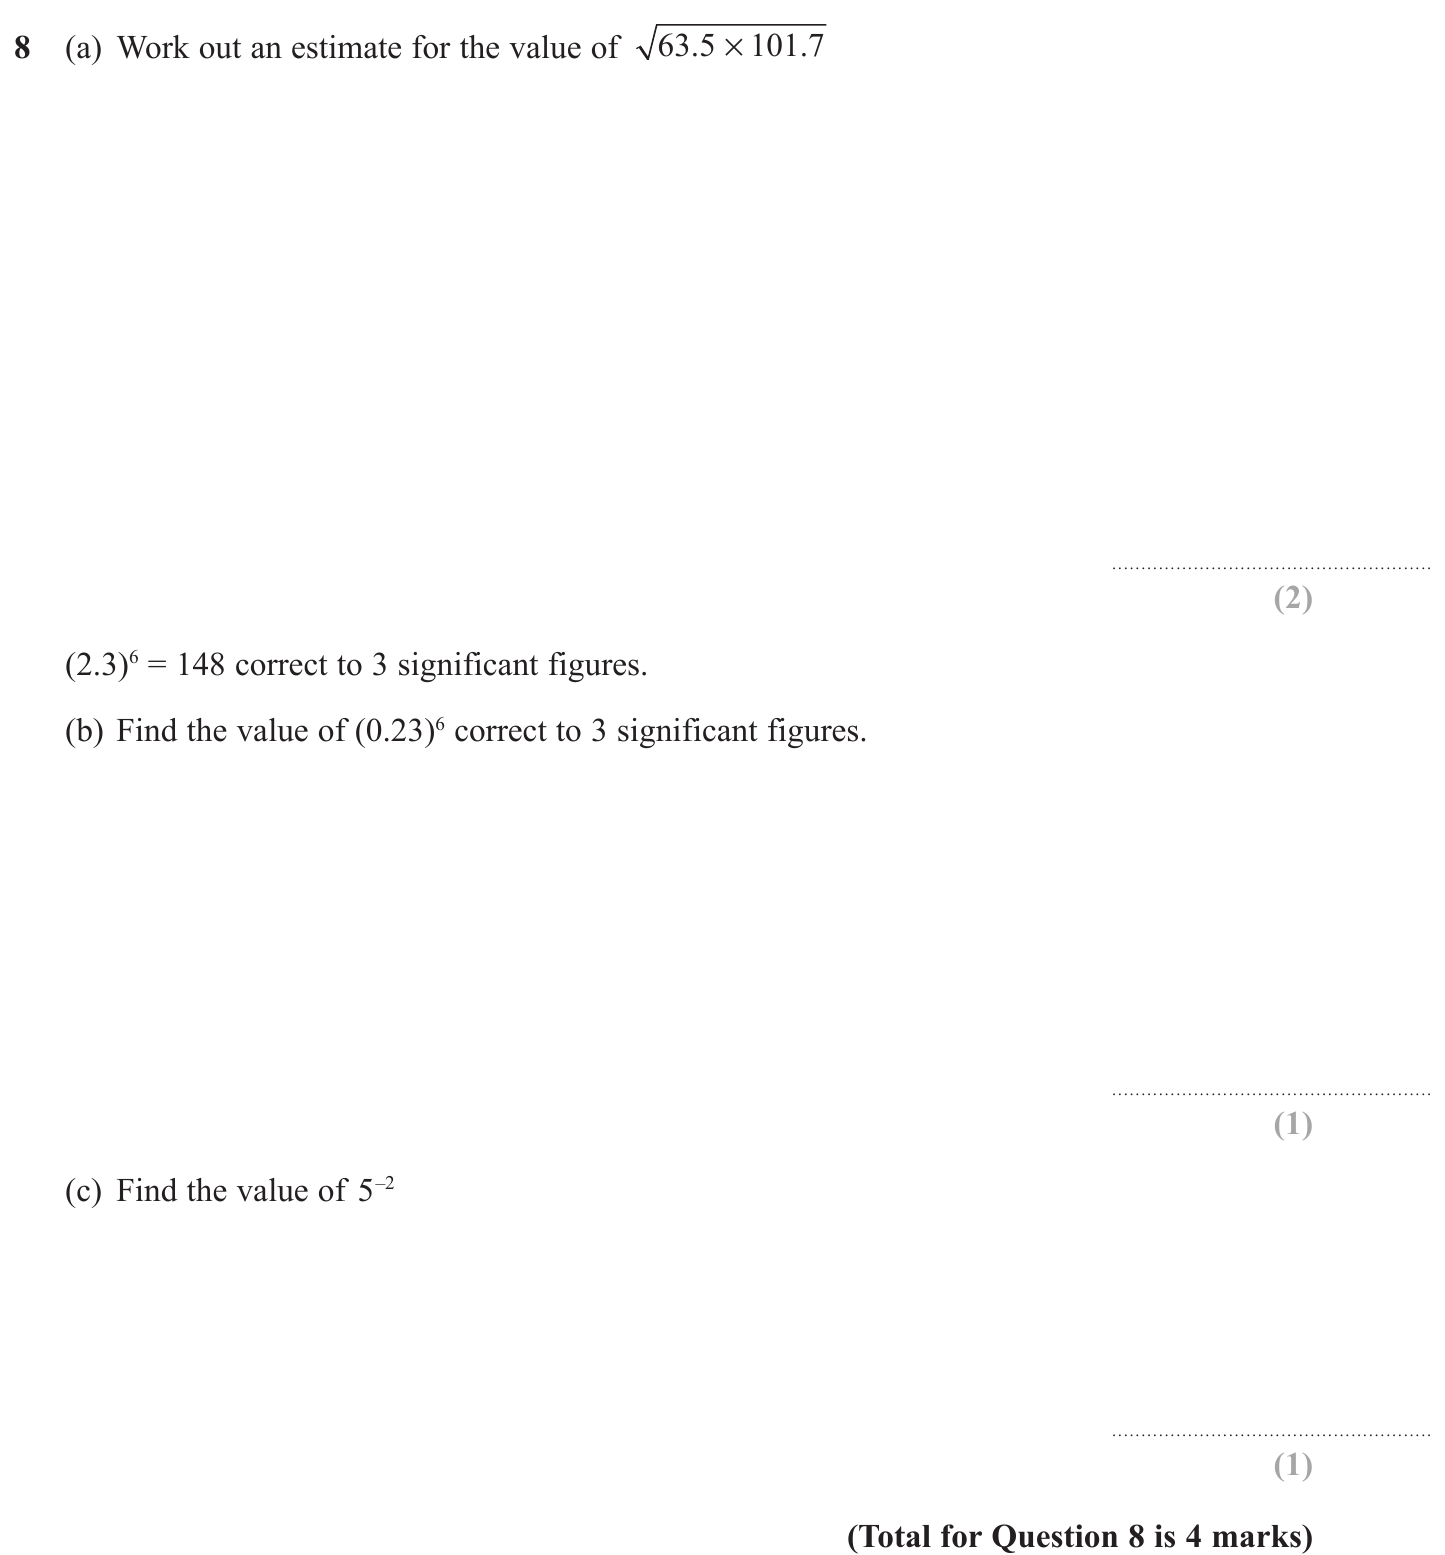 8 (a) Work out an estimate for the value of √63.5 × 101.7
(2)
(2.3)⁶ = 148 correct to 3 significant figures.
(b) Find the value of (0.23)⁶ correct to 3 significant figures.
(1)
(c) Find the value of 5⁻²
(1)
(Total for Question 8 is 4 marks)